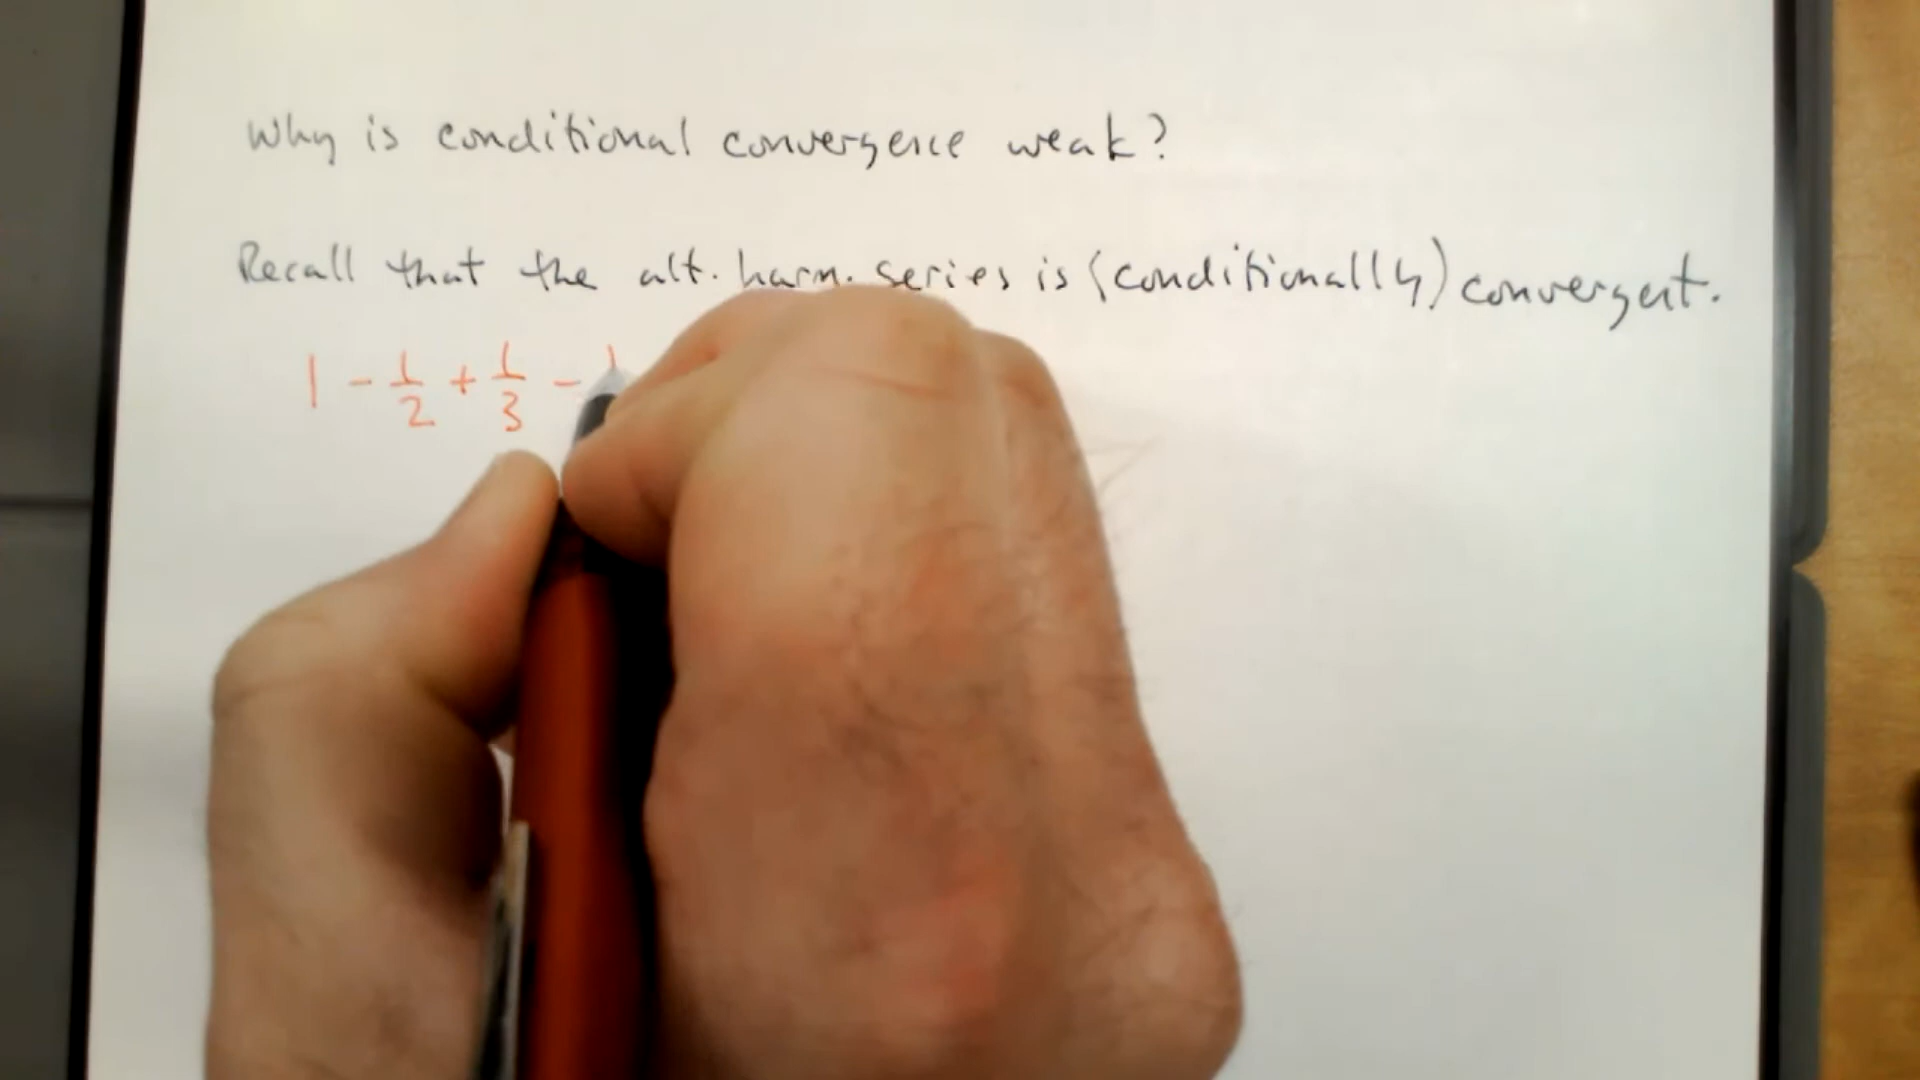 Why is conditional convergence weak?
Recall that the alt. harm. series is (conditionally) convergent.
1 - 1/2 + 1/3 -